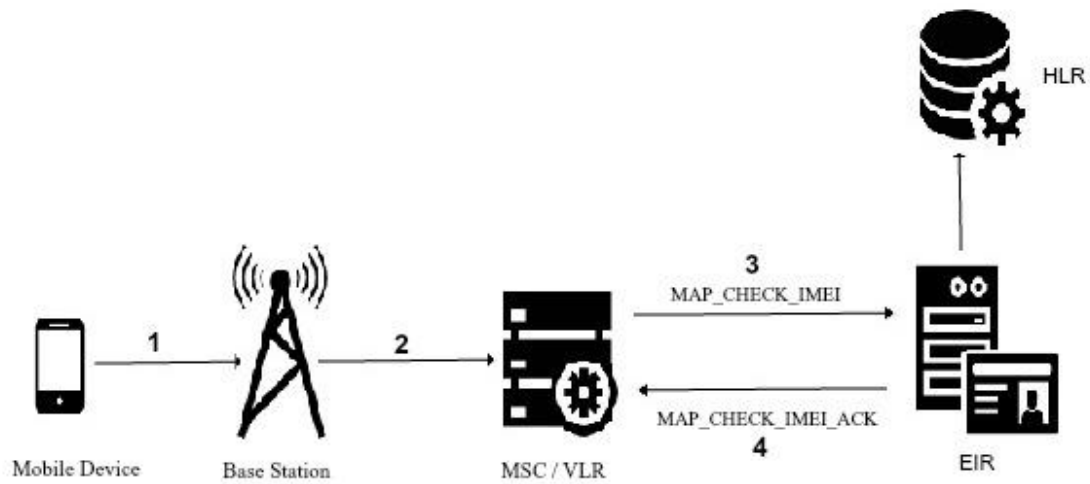 HLR
3
MAP_CHECK_IMEI
1
2
MAP_CHECK_IMEI_ACK
4
Mobile Device
Base Station
MSC / VLR
EIR